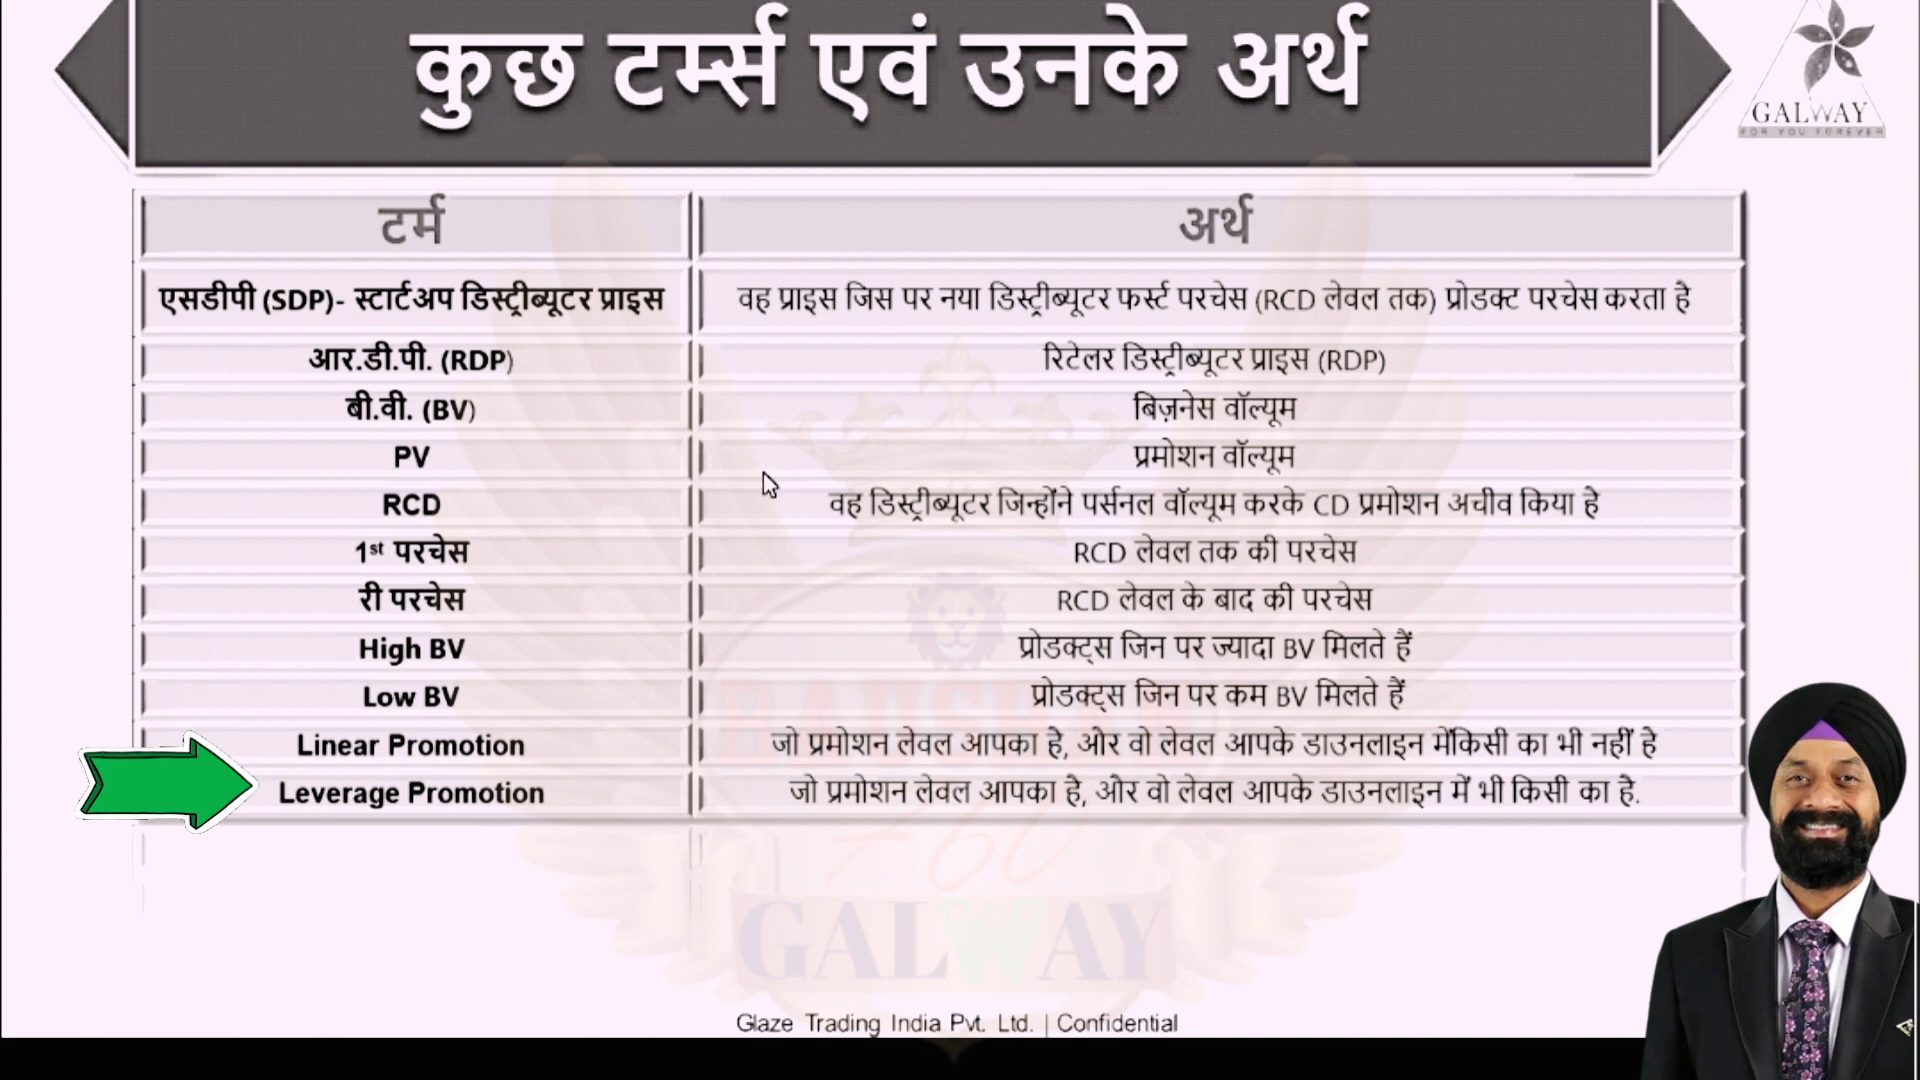 कुछ टर्म्स एवं उनके अर्थ
GALWAY
FOR YOU FOREVER
टर्म अर्थ
एसडीपी (SDP)- स्टार्टअप डिस्ट्रीब्यूटर प्राइस वह प्राइस जिस पर नया डिस्ट्रीब्यूटर फर्स्ट परचेस (RCD लेवल तक) प्रोडक्ट परचेस करता है
आर.डी.पी. (RDP) रिटेलर डिस्ट्रीब्यूटर प्राइस (RDP)
बी.वी. (BV) बिज़नेस वॉल्यूम
PV प्रमोशन वॉल्यूम
RCD वह डिस्ट्रीब्यूटर जिन्होंने पर्सनल वॉल्यूम करके CD प्रमोशन अचीव किया है
1st परचेस RCD लेवल तक की परचेस
री परचेस RCD लेवल के बाद की परचेस
High BV प्रोडक्ट्स जिन पर ज्यादा BV मिलते हैं
Low BV प्रोडक्ट्स जिन पर कम BV मिलते हैं
Linear Promotion जो प्रमोशन लेवल आपका है, और वो लेवल आपके डाउनलाइन मेंकिसी का भी नहीं है
Leverage Promotion जो प्रमोशन लेवल आपका है, और वो लेवल आपके डाउनलाइन में भी किसी का है.
GALWAY
Glaze Trading India Pvt. Ltd. | Confidential